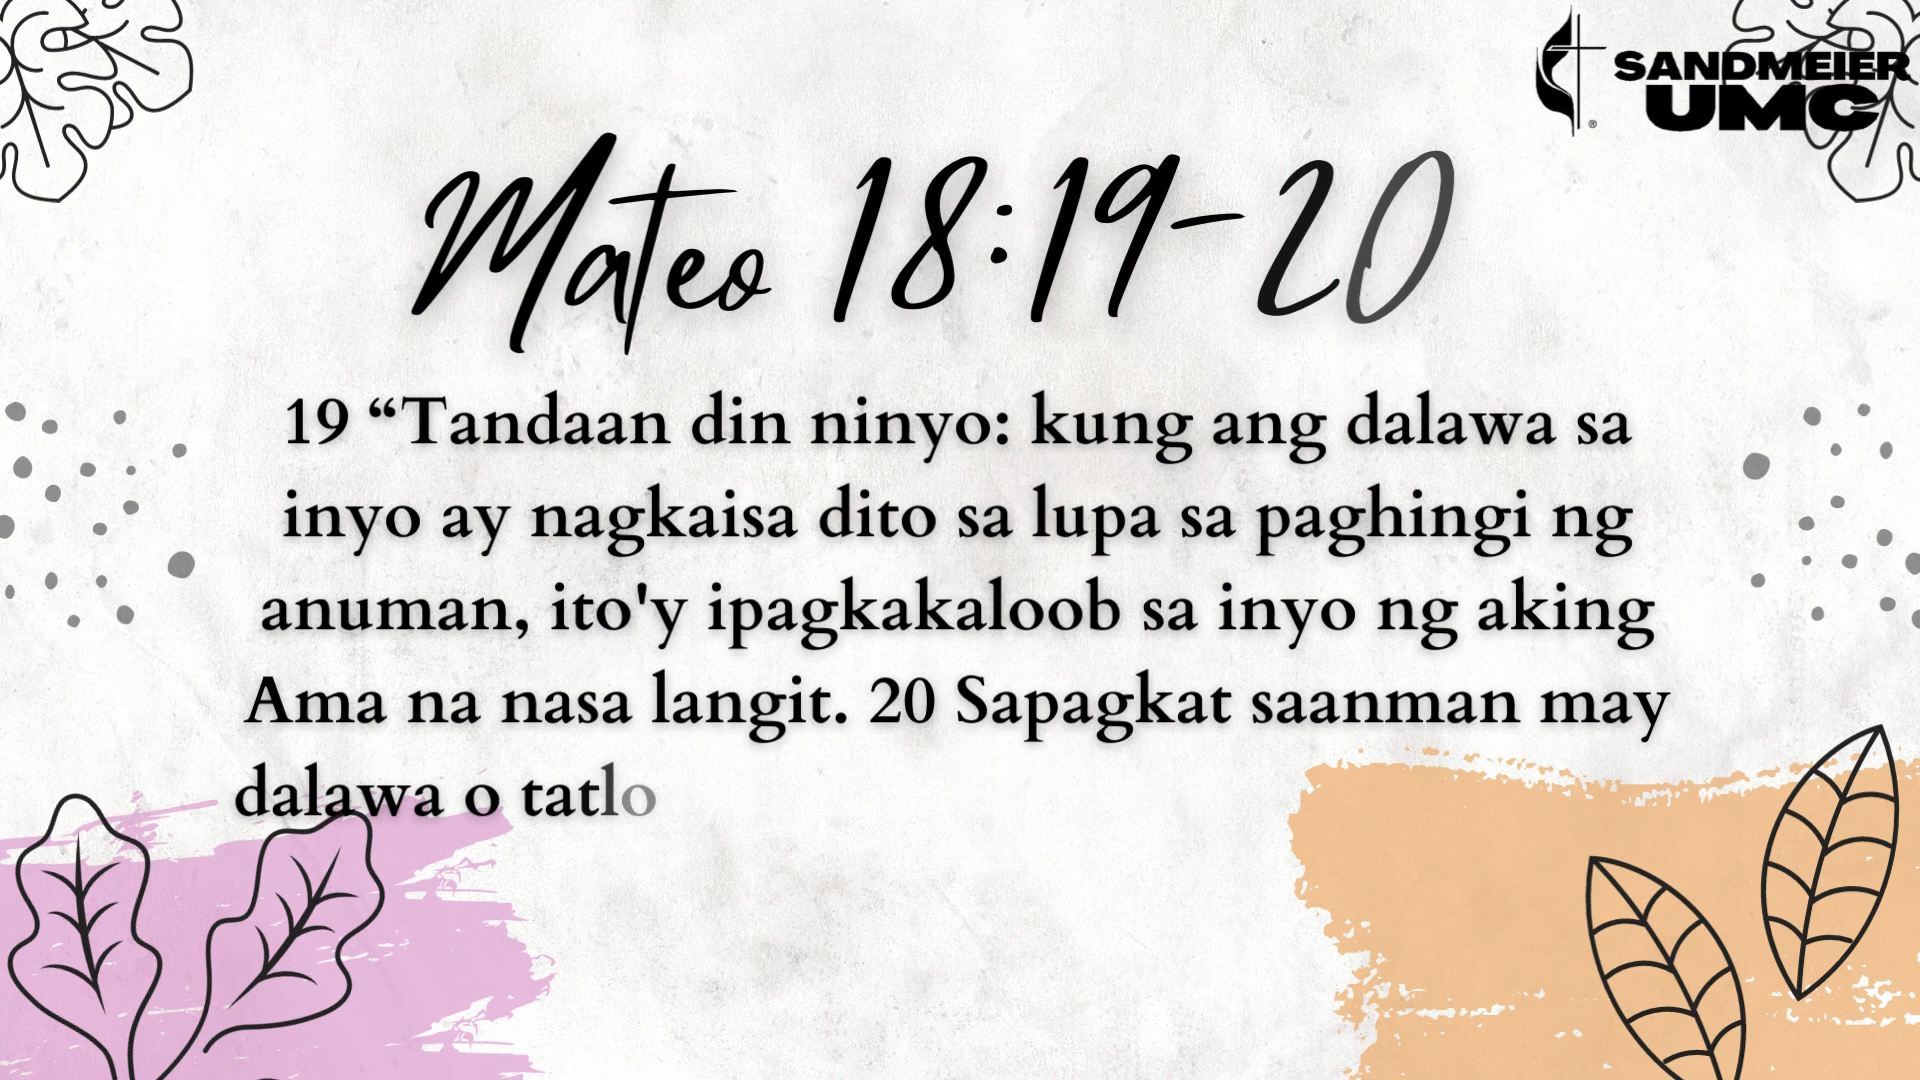 SANDMEIER
UMC
Mateo 18:19-20
19 “Tandaan din ninyo: kung ang dalawa sa
inyo ay nagkaisa dito sa lupa sa paghingi ng
anuman, ito'y ipagkakaloob sa inyo ng aking
Ama na nasa langit. 20 Sapagkat saanman may
dalawa o tatlo